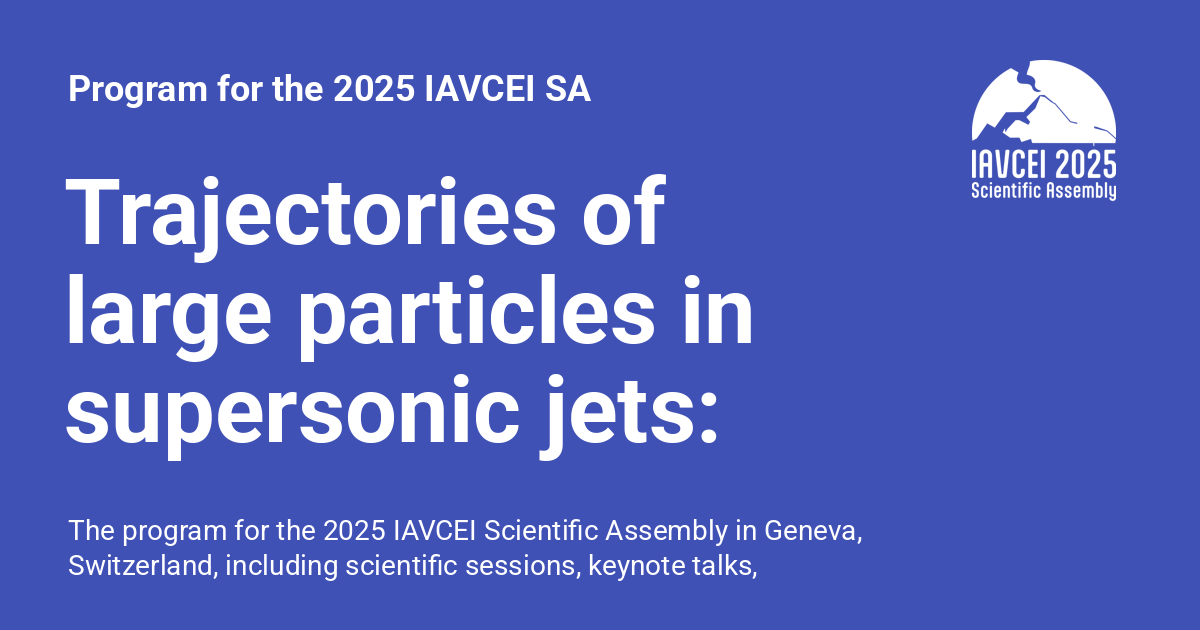 Program for the 2025 IAVCEI SA
IAVCEI 2025
Scientific Assembly
Trajectories of
large particles in
supersonic jets:
The program for the 2025 IAVCEI Scientific Assembly in Geneva,
Switzerland, including scientific sessions, keynote talks,